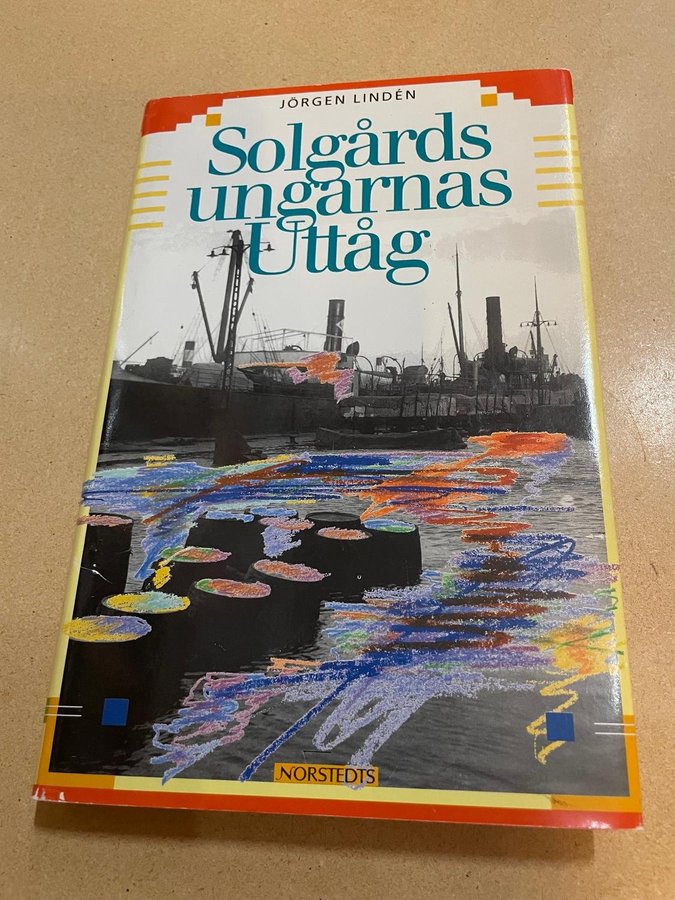 JÖRGEN LINDÉN
Solgårds
ungarnas
Uttåg
NORSTEDTS